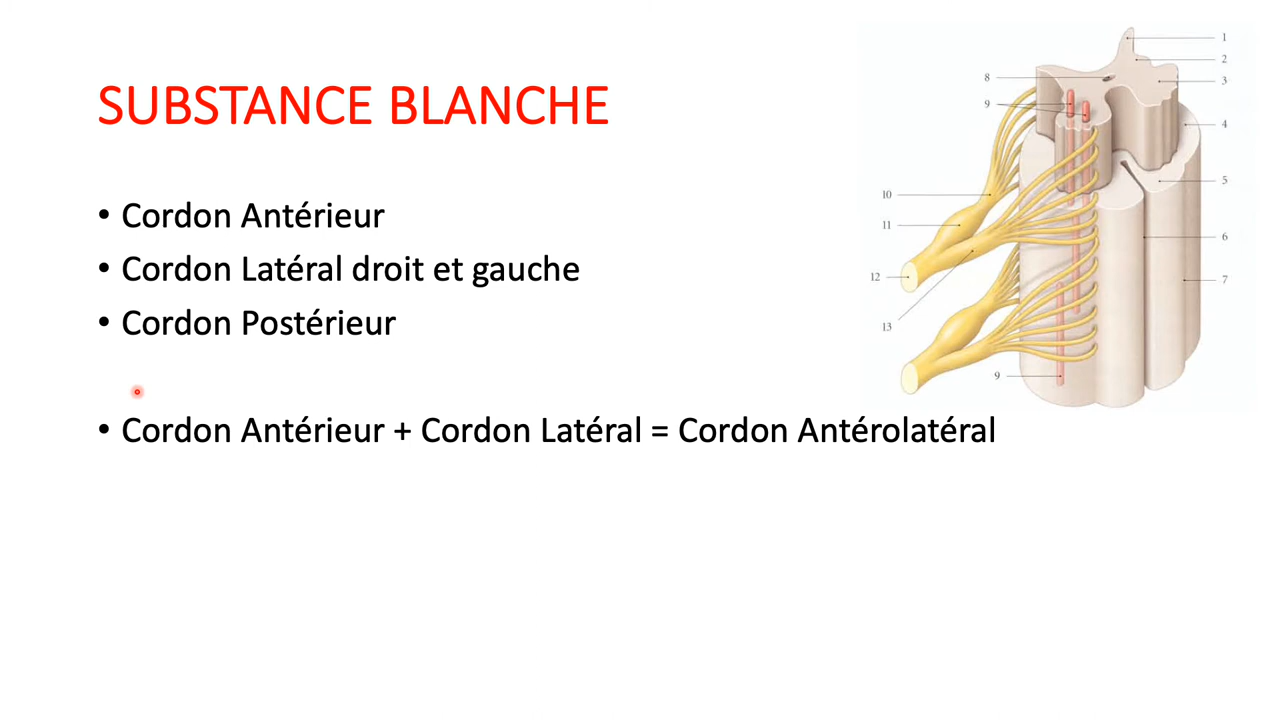 SUBSTANCE BLANCHE
• Cordon Antérieur
• Cordon Latéral droit et gauche
• Cordon Postérieur
• Cordon Antérieur + Cordon Latéral = Cordon Antérolatéral
1
2
3
4
5
6
7
8
9
10
11
12
13
9